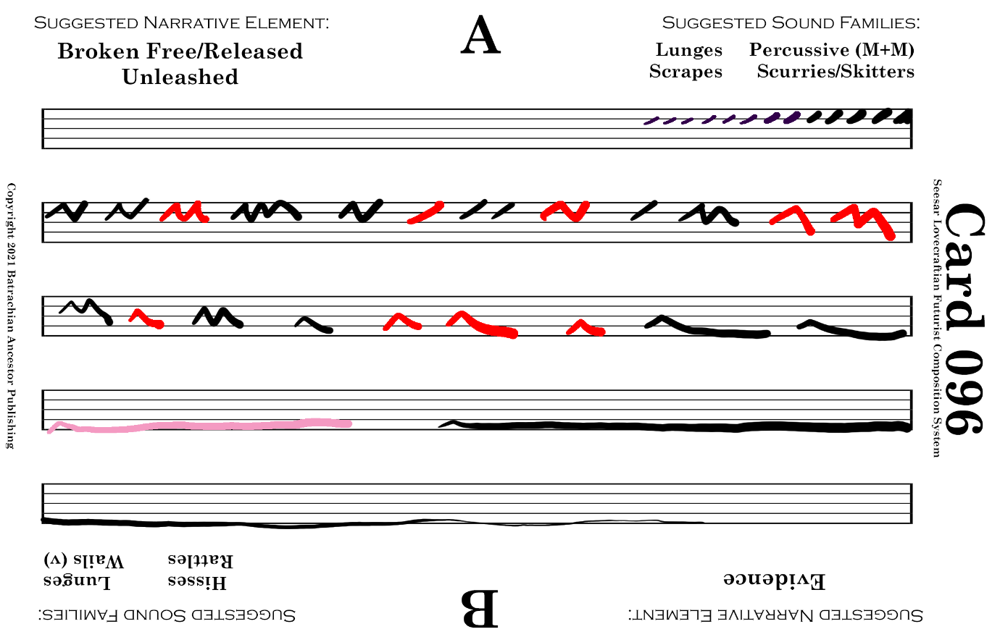 Suggested Narrative Element:
Broken Free/Released
Unleashed
A
Suggested Sound Families:
Lunges Percussive (M+M)
Scrapes Scurries/Skitters
Copyright 2021 Batrachian Ancestor Publishing
Seesar Lovecraftian Futurist Composition System
Card 096
Suggested Narrative Element:
Evidence
B
Suggested Sound Families:
Hisses Lunges
Rattles Wails (v)